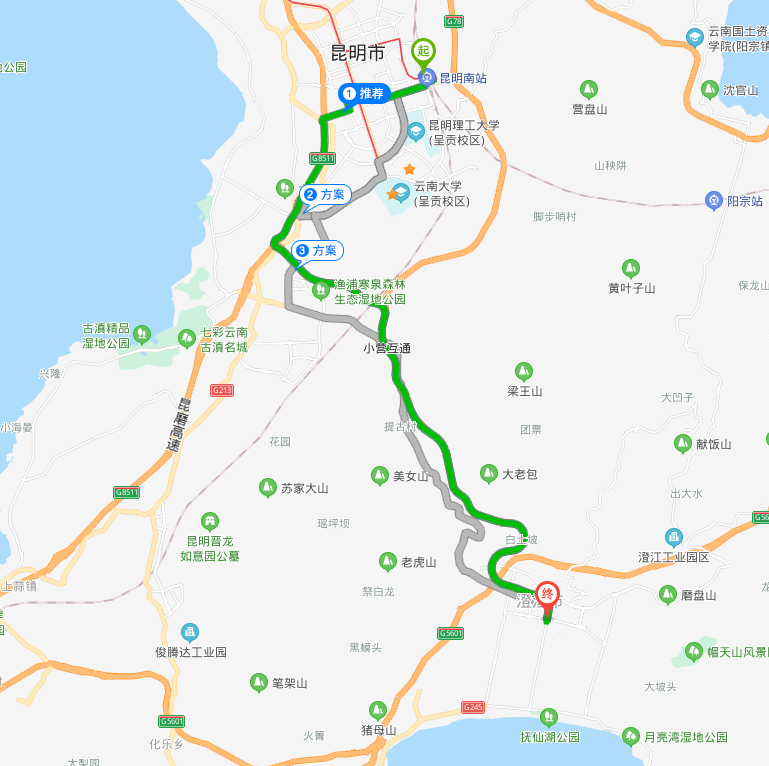 G78
云南国土资
学院(阳宗镇
起
昆明市
公园
昆明南站
沈官山
1 推荐
营盘山
昆明理工大学
(呈贡校区)
G8511
山秧阱
云南大学
(呈贡校区)
2 方案
阳宗站
脚步哨村
3 方案
黄叶子山
渔浦寒泉森林
生态湿地公园
保龙山
古滇精品
湿地公园
七彩云南
古滇名城
小营互通
兴隆
梁王山
G213
大凹子
昆磨高速
小海晏
提古村
团票
花园
献饭山
美女山
大老包
苏家大山
G8511
出大水
瑶坪坝
昆明晋龙
如意园公墓
白土坡
澄江工业园区
老虎山
上蒜镇
祭白龙
终
磨盘山
G5601
俊腾达工业园
黑蟆头
帽天山风景
笔架山
大坡头
G245
G5601
猪母山
火箐
抚仙湖公园
月亮湾湿地公园
化乐乡
大梨园